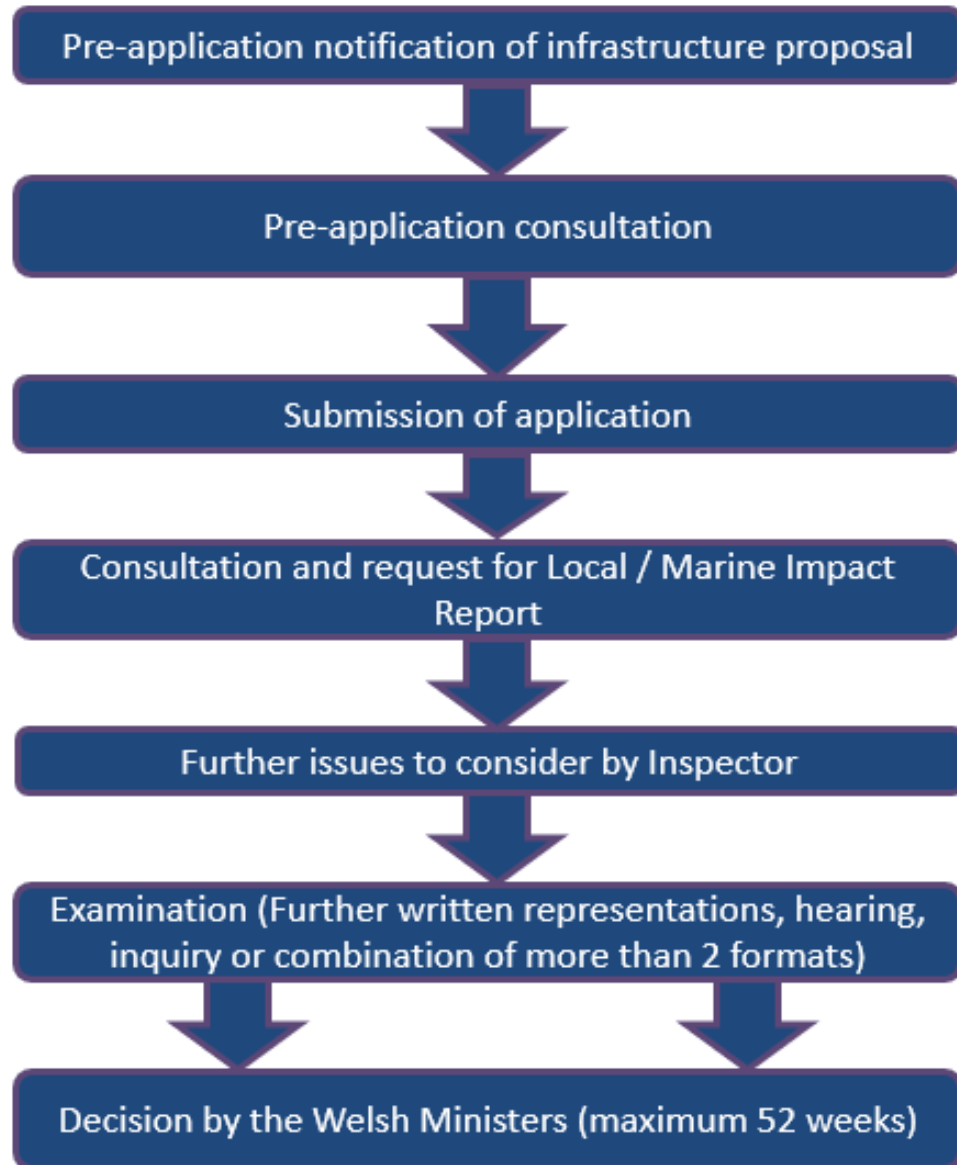 Pre-application notification of infrastructure proposal
Pre-application consultation
Submission of application
Consultation and request for Local / Marine Impact
Report
Further issues to consider by Inspector
Examination (Further written representations, hearing,
inquiry or combination of more than 2 formats)
Decision by the Welsh Ministers (maximum 52 weeks)